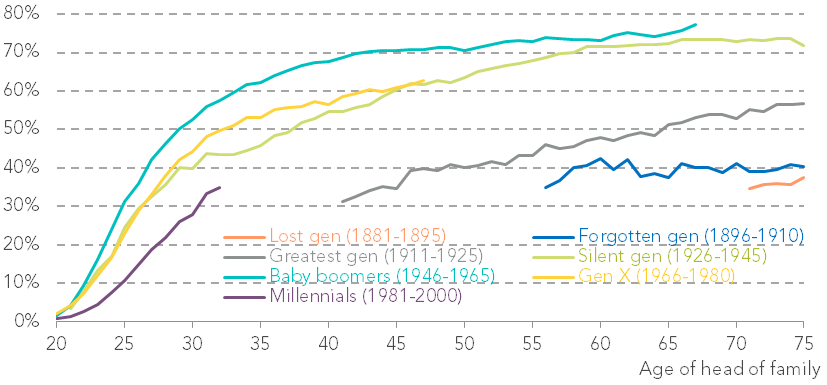 80%
70%
60%
50%
40%
30%
20%
10%
0%
Lost gen (1881-1895)
Forgotten gen (1896-1910)
Greatest gen (1911-1925)
Silent gen (1926-1945)
Baby boomers (1946-1965)
Gen X (1966-1980)
Millennials (1981-2000)
20 25 30 35 40 45 50 55 60 65 70 75
Age of head of family